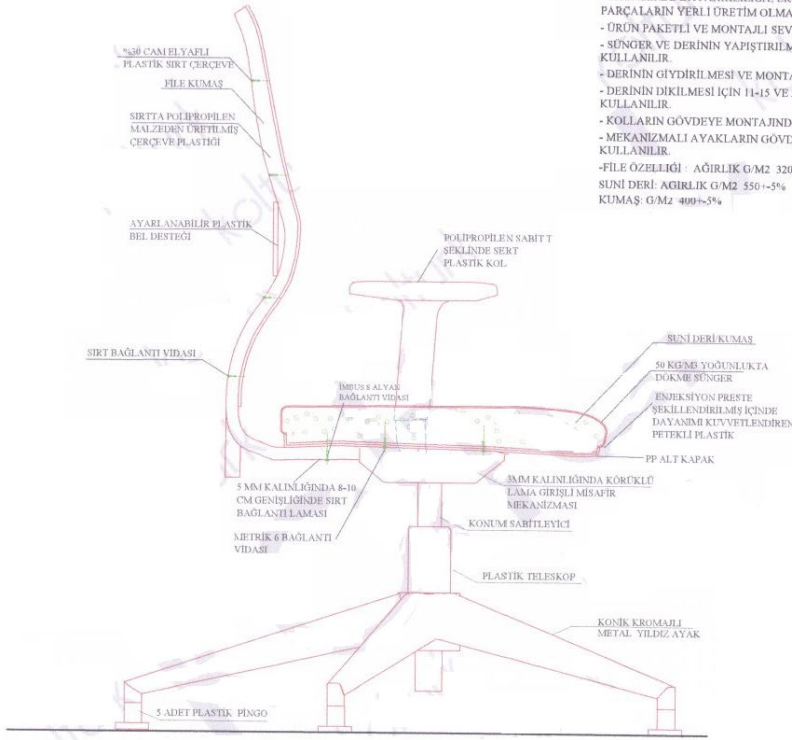 PARÇALARIN YERLİ ÜRETİM OLMA
- ÜRÜN PAKETLİ VE MONTAJLI SEV
- SÜNGER VE DERİNİN YAPIŞTIRILM
KULLANILIR.
- DERİNİN GİYDİRİLMESİ VE MONTA
- DERİNİN DİKİLMESİ İÇİN 11-15 VE
KULLANILIR.
- KOLLARIN GÖVDEYE MONTAJIND
- MEKANİZMALI AYAKLARIN GÖVD
KULLANILIR.
-FİLE ÖZELLİĞİ : AĞIRLIK G/M2 320
SUNİ DERİ: AĞIRLIK G/M2 550+-5%
KUMAŞ: G/M2 400+-5%
%30 CAM ELYAFLI
PLASTİK SIRT ÇERÇEVE
FİLE KUMAŞ
SIRTTA POLİPROPİLEN
MALZEDEN ÜRETİLMİŞ
ÇERÇEVE PLASTİĞİ
AYARLANABİLİR PLASTİK
BEL DESTEĞİ
POLİPROPİLEN SABİT T
ŞEKLİNDE SERT
PLASTİK KOL
SIRT BAĞLANTI VİDASI
İMBUS 8 ALYAN
BAĞLANTI VİDASI
SUNİ DERİ/KUMAŞ
50 KG/M3 YOĞUNLUKTA
DÖKME SÜNGER
ENJEKSİYON PRESTE
ŞEKİLLENDİRİLMİŞ İÇİNDE
DAYANIMI KUVVETLENDİREN
PETEKLİ PLASTİK
PP ALT KAPAK
5 MM KALINLIĞINDA 8-10
CM GENİŞLİĞİNDE SIRT
BAĞLANTI LAMASI
3MM KALINLIĞINDA KÖRÜKLÜ
LAMA GİRİŞLİ MİSAFİR
MEKANİZMASI
KONUM SABİTLEYİCİ
METRİK 6 BAĞLANTI
VİDASI
PLASTİK TELESKOP
KONİK KROMAJLI
METAL YILDIZ AYAK
5 ADET PLASTİK PİNGO